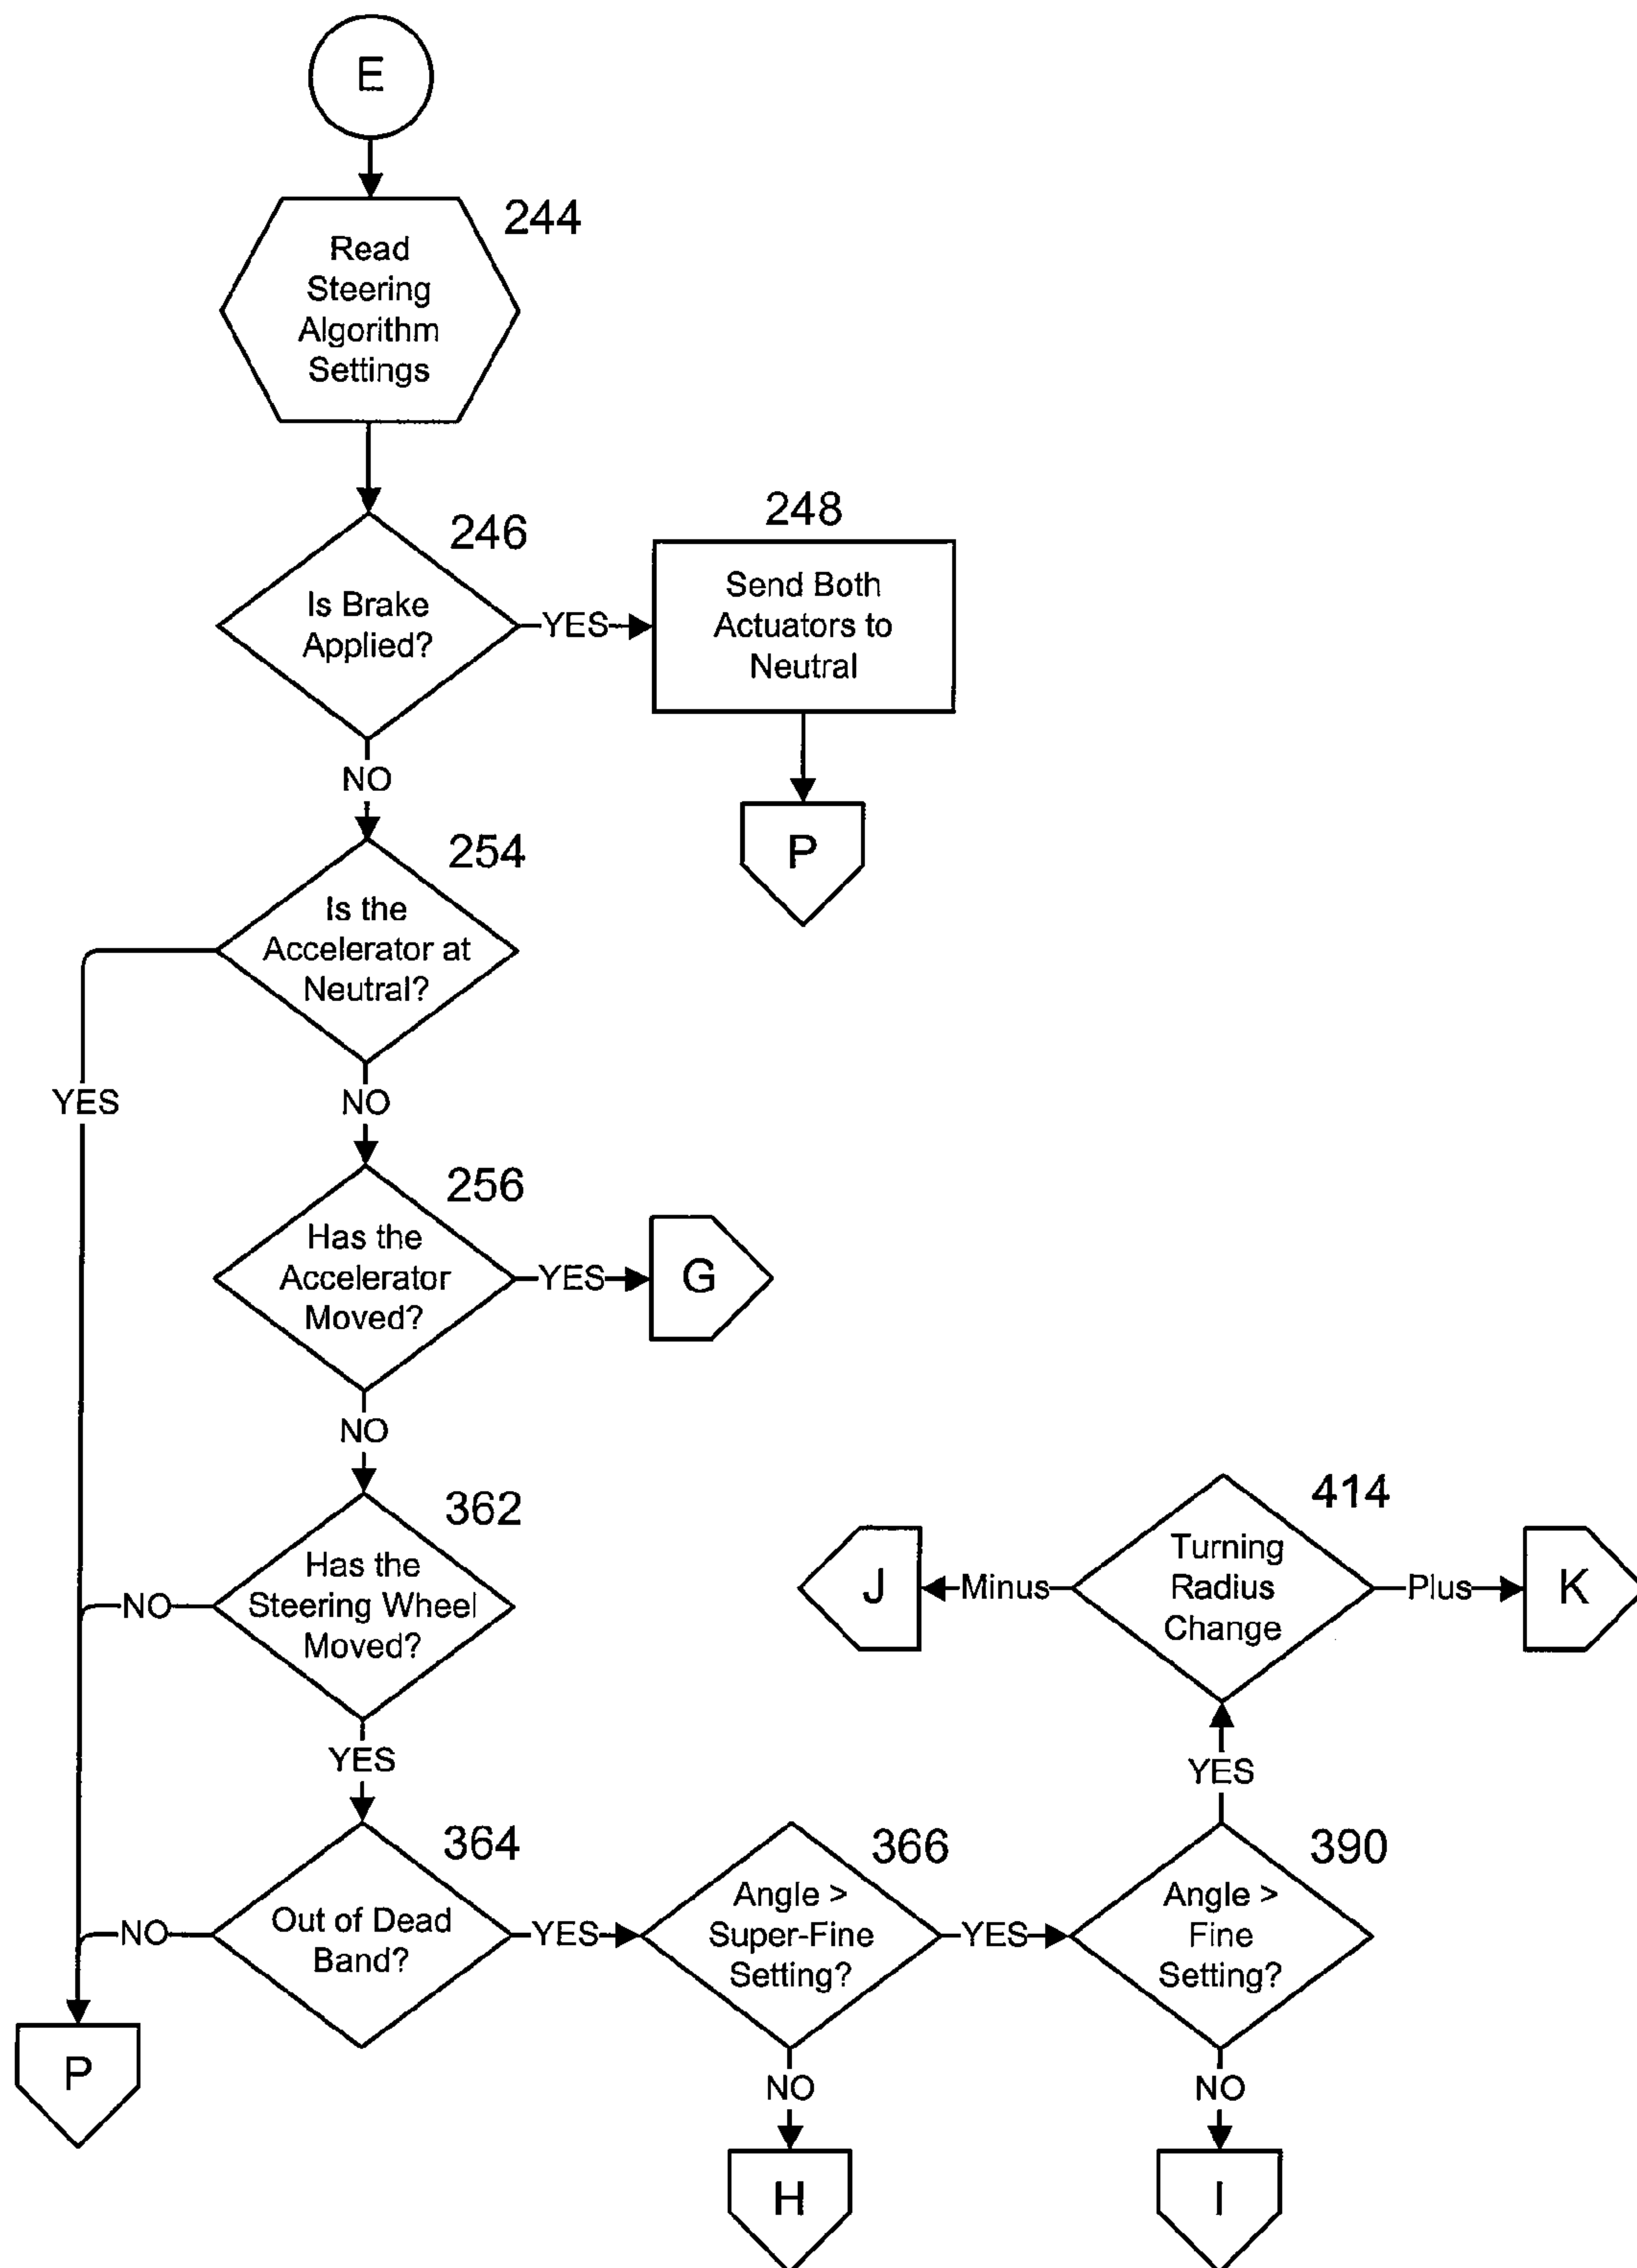 E
244
Read
Steering
Algorithm
Settings
246
Is Brake
Applied?
YES
248
Send Both
Actuators to
Neutral
P
NO
254
Is the
Accelerator at
Neutral?
YES
NO
256
Has the
Accelerator
Moved?
YES
G
NO
362
Has the
Steering Wheel
Moved?
NO
YES
364
Out of Dead
Band?
NO
P
YES
366
Angle >
Super-Fine
Setting?
NO
H
YES
390
Angle >
Fine
Setting?
NO
I
YES
414
Turning
Radius
Change
Minus
J
Plus
K